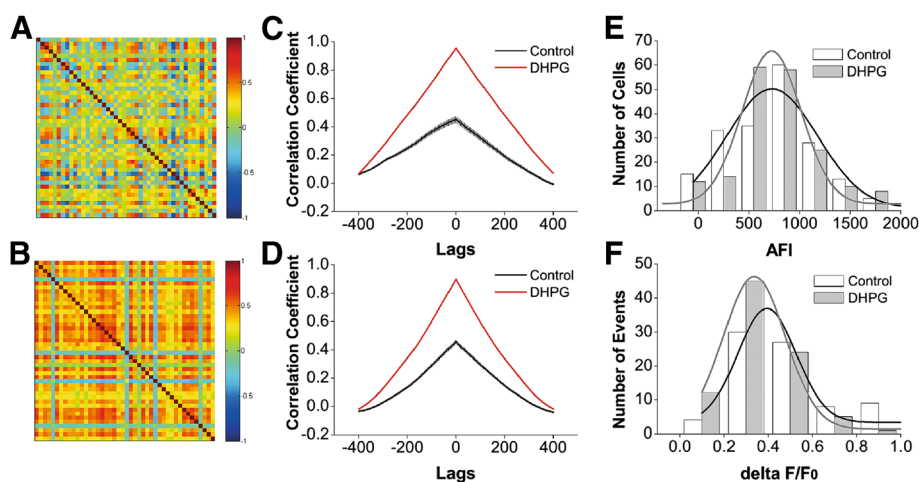 A
1
0.5
0
-0.5
-1
B
1
0.5
0
-0.5
-1
C
Correlation Coefficient
1.0
0.8
0.6
0.4
0.2
0.0
-0.2
-400 -200 0 200 400
Lags
Control
DHPG
D
Correlation Coefficient
1.0
0.8
0.6
0.4
0.2
0.0
-0.2
-400 -200 0 200 400
Lags
Control
DHPG
E
Number of Cells
70
60
50
40
30
20
10
0
0 500 1000 1500 2000
AFI
Control
DHPG
F
Number of Events
50
40
30
20
10
0
0.0 0.2 0.4 0.6 0.8 1.0
delta F/F0
Control
DHPG